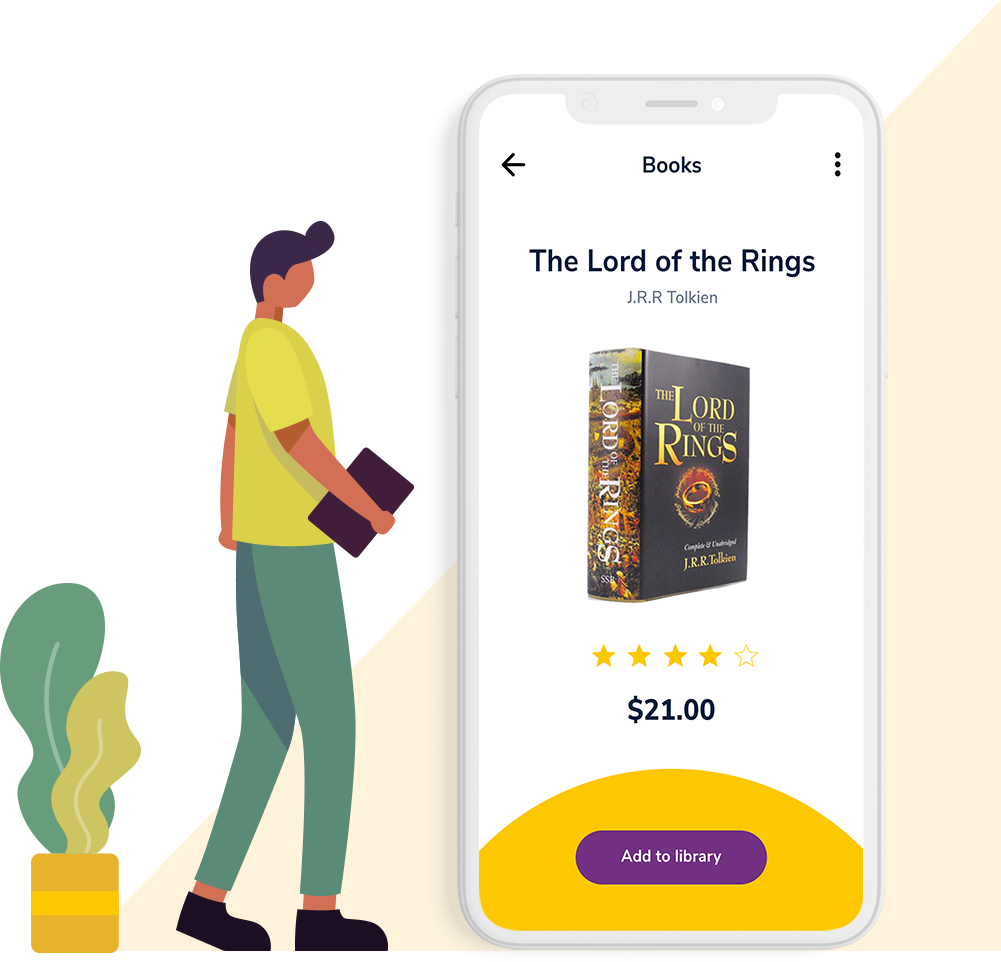 Books
The Lord of the Rings
J.R.R Tolkien
THE LORD OF THE RINGS
SSB
THE LORD
OF THE
RINGS
Complete & Unabridged
J.R.R.Tolkien
$21.00
Add to library